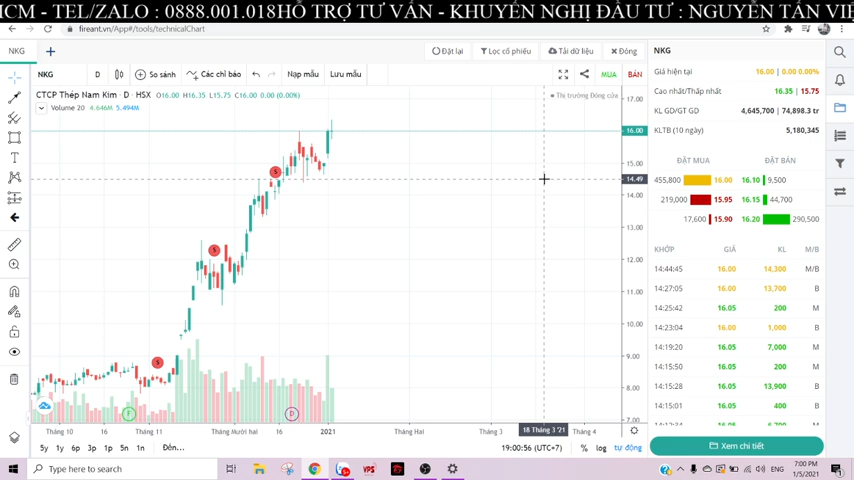 ICM - TEL/ZALO : 0888.001.018HỖ TRỢ TƯ VẤN - KHUYẾN NGHỊ ĐẦU TƯ : NGUYỄN TẤN VIỆ
fireant.vn/App#/tools/technicalChart
NKG
Đặt lại
Lọc cổ phiếu
Tải dữ liệu
Đóng
NKG
NKG
D
So sánh
Các chỉ báo
Nạp mẫu
Lưu mẫu
MUA
BÁN
CTCP Thép Nam Kim · D · HSX O16.00 H16.35 L15.75 C16.00 0.00 (0.00%)
Thị trường Đóng cửa
Volume 20 4.646M 5.494M
17.00
16.00
15.00
14.49
13.00
12.00
11.00
10.00
9.00
8.00
7.00
S
S
S
F
D
Tháng 10
16
Tháng 11
Tháng Mười hai
16
2021
Tháng Hai
Tháng 3
18 Tháng 3 '21
Tháng 4
5y 1y 6p 3p 1p 5n 1n
Đến...
19:00:56 (UTC+7)
% log tự động
Giá hiện tại 16.00 | 0.00 0.00%
Cao nhất/Thấp nhất 16.35 | 15.75
KL GD/GT GD 4,645,700 | 74,898.3 tr
KLTB (10 ngày) 5,180,345
ĐẶT MUA ĐẶT BÁN
455,800 16.00 16.10 9,500
219,000 15.95 16.15 44,700
17,600 15.90 16.20 290,500
KHỚP GIÁ KL M/B
14:44:45 16.00 14,300 M/B
14:27:05 16.00 13,700 B
14:25:42 16.05 200 M
14:23:04 16.00 1,000 B
14:19:20 16.05 7,000 M
14:15:50 16.05 200 M
14:15:28 16.05 13,900 B
14:15:01 16.05 400 M
Xem chi tiết
Type here to search
VPS
7:00 PM
1/5/2021